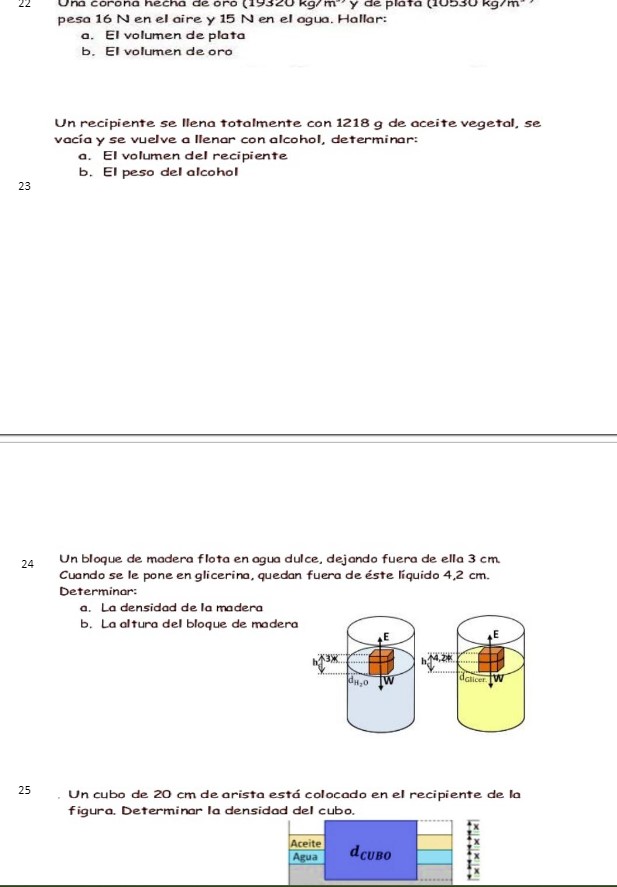 22 Una corona hecha de oro (19320 kg/m³) y de plata (10530 kg/m³)
pesa 16 N en el aire y 15 N en el agua. Hallar:
a. El volumen de plata
b. El volumen de oro
Un recipiente se llena totalmente con 1218 g de aceite vegetal, se
vacía y se vuelve a llenar con alcohol, determinar:
a. El volumen del recipiente
b. El peso del alcohol
23
24 Un bloque de madera flota en agua dulce, dejando fuera de ella 3 cm.
Cuando se le pone en glicerina, quedan fuera de éste líquido 4,2 cm.
Determinar:
a. La densidad de la madera
b. La altura del bloque de madera
E
E
h 3
h 4,2
d_H₂O W
d_Glicer. W
25 . Un cubo de 20 cm de arista está colocado en el recipiente de la
figura. Determinar la densidad del cubo.
x
Aceite x
Agua d_CUBO x
x